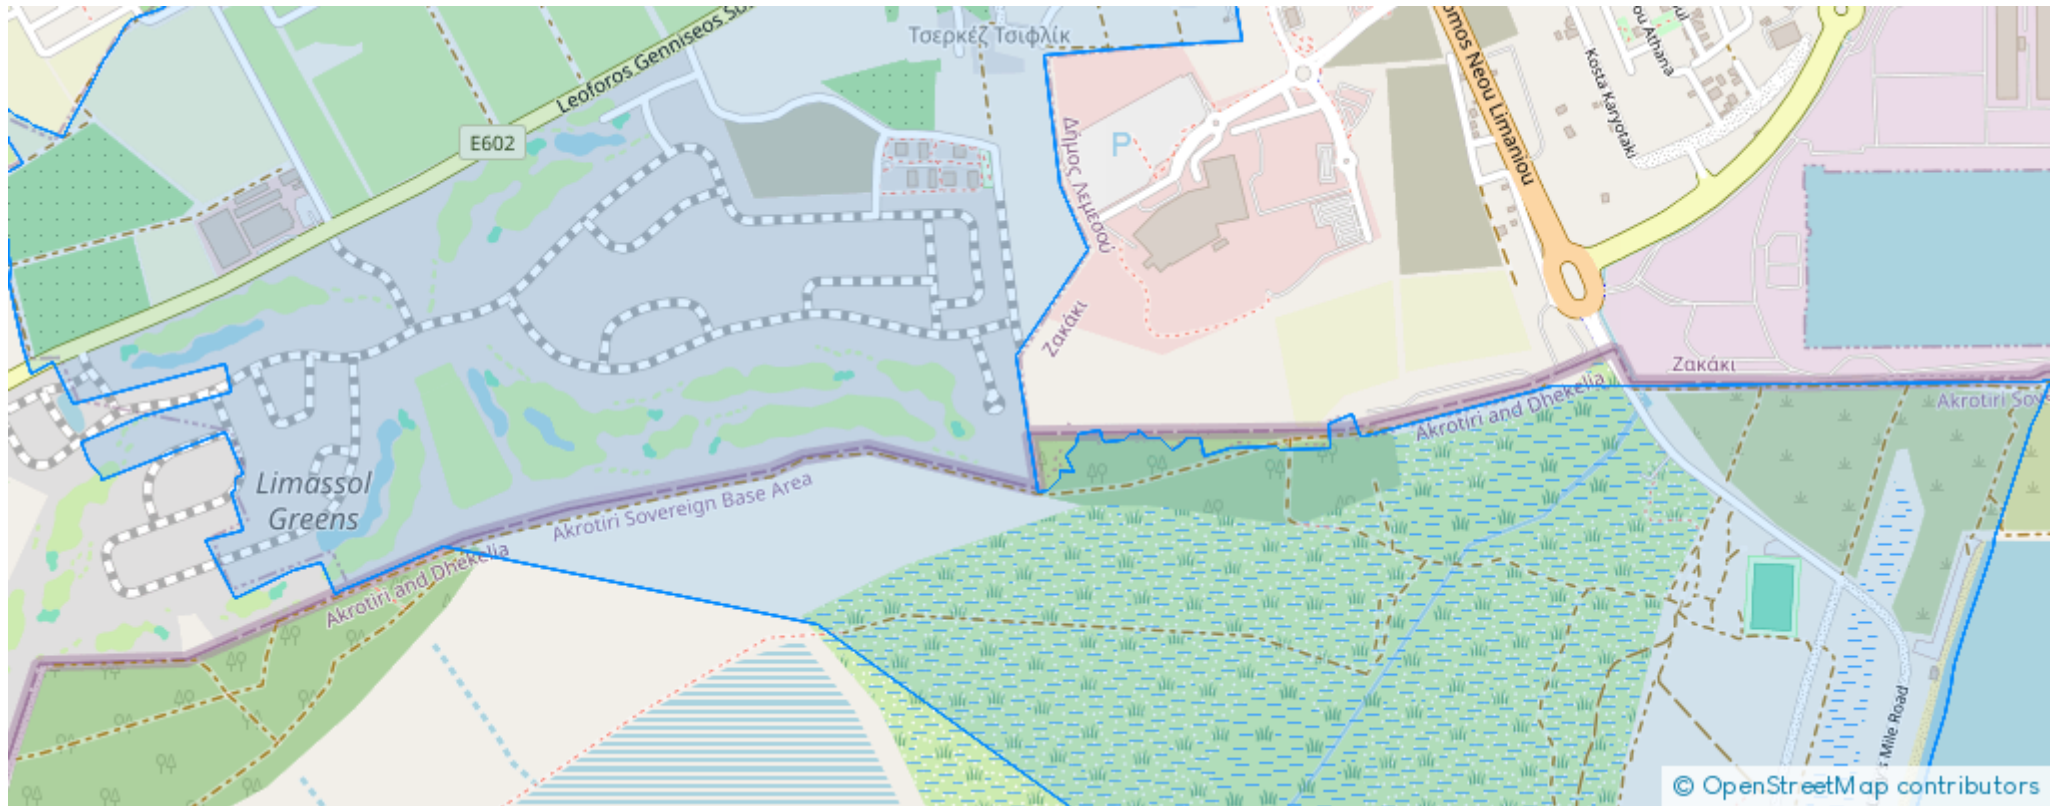 Τσερκέζ Τσιφλίκ
Leoforos Genniseos
E602
Δήμος Λεμεσού
P
omos Neou Limaniou
ou Athana
Kosta Karyotaki
Ζακάκι
Ζακάκι
Akrotiri and Dhekelia
Akrotiri Sov
Limassol
Greens
Akrotiri Sovereign Base Area
Akrotiri and Dhekelia
s Mile Road
© OpenStreetMap contributors